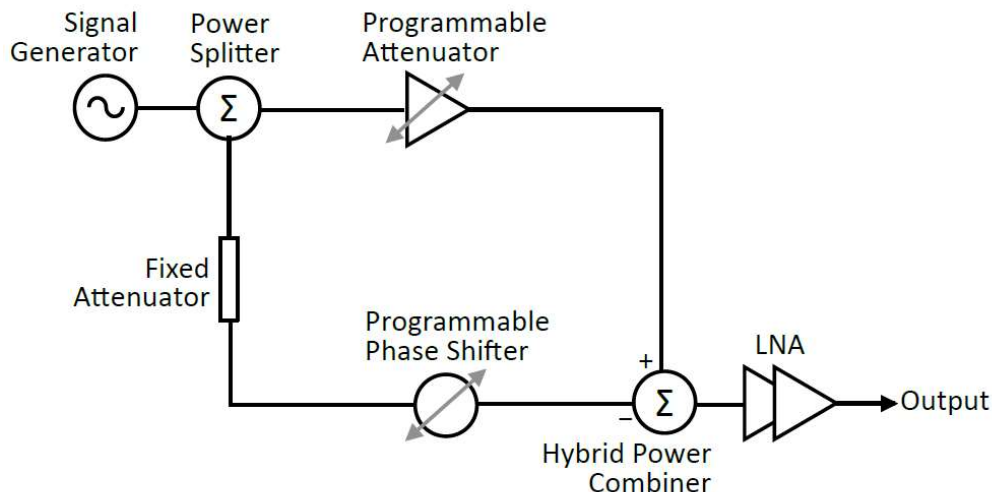 Signal
Generator
Power
Splitter
Programmable
Attenuator
Σ
Fixed
Attenuator
Programmable
Phase Shifter
+
−
Σ
LNA
Output
Hybrid Power
Combiner